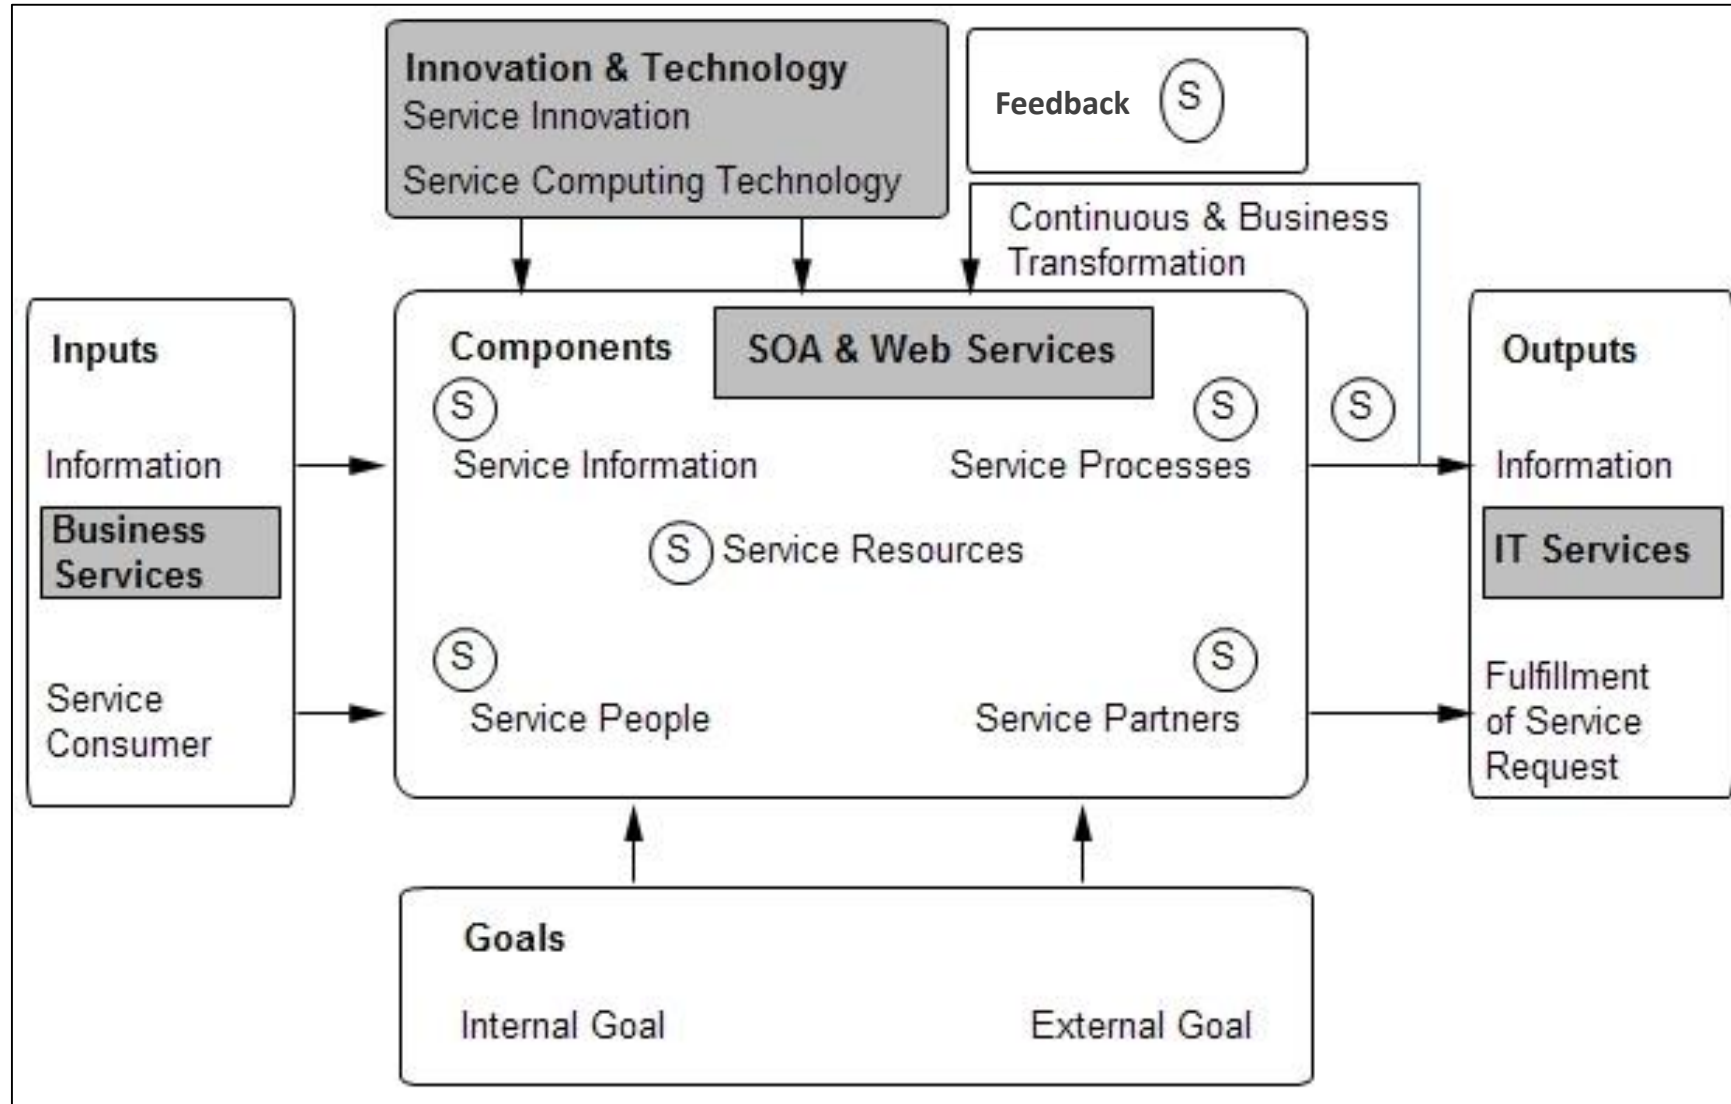 Innovation & Technology
Service Innovation
Service Computing Technology
Feedback S
Continuous & Business
Transformation
Inputs
Information
Business
Services
Service
Consumer
Components
SOA & Web Services
S
S
S
Service Information
Service Processes
S Service Resources
S
S
Service People
Service Partners
Outputs
Information
IT Services
Fulfillment
of Service
Request
Goals
Internal Goal
External Goal